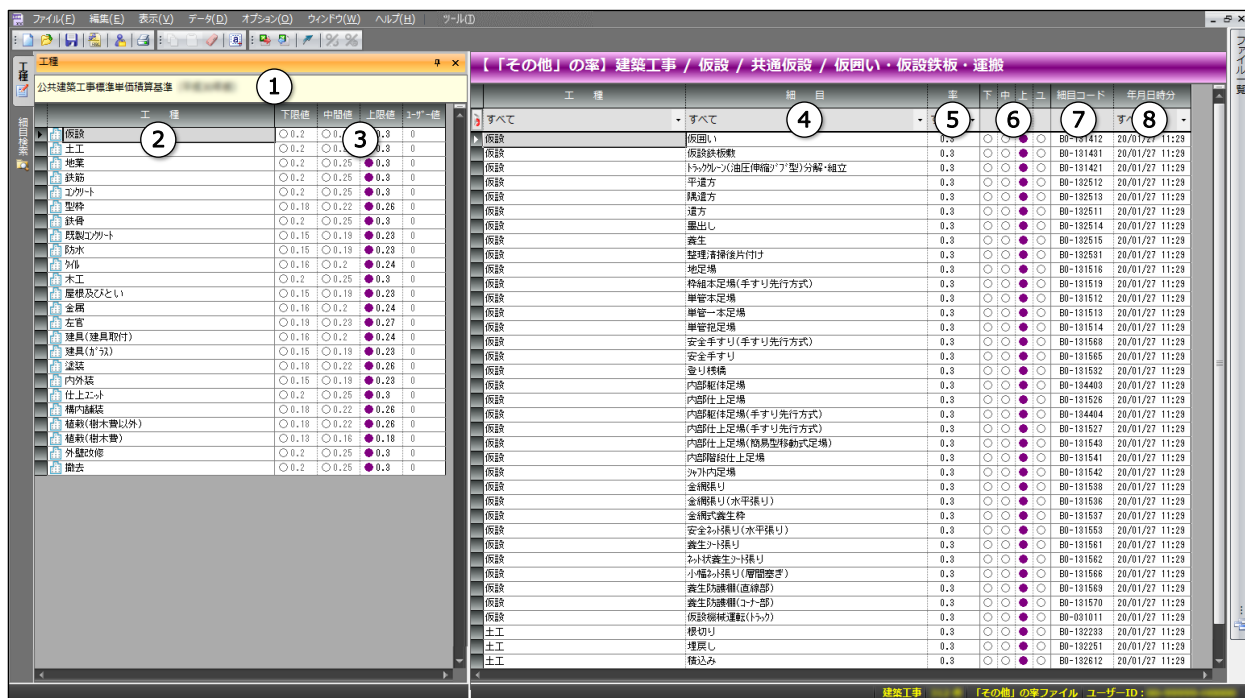 ファイル(F) 編集(E) 表示(V) データ(D) オプション(O) ウィンドウ(W) ヘルプ(H) ツール(T)
工種
細目検索
工種
公共建築工事標準単価積算基準
①
工 種 下限値 中間値 上限値 ユーザー値
② ③
仮設 0.2 0.3 0
土工 0.2 0.3 0
地業 0.2 0.25 0.3 0
鉄筋 0.2 0.25 0.3 0
コンクリート 0.2 0.25 0.3 0
型枠 0.18 0.22 0.26 0
鉄骨 0.2 0.25 0.3 0
既製コンクリート 0.15 0.19 0.23 0
防水 0.15 0.19 0.23 0
タイル 0.16 0.2 0.24 0
木工 0.2 0.25 0.3 0
屋根及びとい 0.15 0.19 0.23 0
金属 0.16 0.2 0.24 0
左官 0.19 0.23 0.27 0
建具(建具取付) 0.16 0.2 0.24 0
建具(ガラス) 0.15 0.19 0.23 0
塗装 0.18 0.22 0.26 0
内外装 0.15 0.19 0.23 0
仕上ユニット 0.2 0.25 0.3 0
構内舗装 0.18 0.22 0.26 0
植栽(樹木費以外) 0.18 0.22 0.26 0
植栽(樹木費) 0.13 0.16 0.18 0
外壁改修 0.2 0.25 0.3 0
撤去 0.2 0.25 0.3 0
【「その他」の率】建築工事 / 仮設 / 共通仮設 / 仮囲い・仮設鉄板・運搬
工 種 細 目 率 下 中 上 ユ 細目コード 年月日時分
すべて すべて ④ ⑤ ⑥ ⑦ ⑧
仮設 仮囲い 0.3 B0-131412 20/01/27 11:29
仮設 仮設鉄板敷 0.3 B0-131431 20/01/27 11:29
仮設 トラッククレーン(油圧伸縮ジブ型)分解・組立 0.3 B0-131421 20/01/27 11:29
仮設 平遣方 0.3 B0-132512 20/01/27 11:29
仮設 隅遣方 0.3 B0-132513 20/01/27 11:29
仮設 遣方 0.3 B0-132511 20/01/27 11:29
仮設 墨出し 0.3 B0-132514 20/01/27 11:29
仮設 養生 0.3 B0-132515 20/01/27 11:29
仮設 整理清掃後片付け 0.3 B0-132531 20/01/27 11:29
仮設 地足場 0.3 B0-131516 20/01/27 11:29
仮設 枠組本足場(手すり先行方式) 0.3 B0-131519 20/01/27 11:29
仮設 単管本足場 0.3 B0-131512 20/01/27 11:29
仮設 単管一本足場 0.3 B0-131513 20/01/27 11:29
仮設 単管抱足場 0.3 B0-131514 20/01/27 11:29
仮設 安全手すり(手すり先行方式) 0.3 B0-131568 20/01/27 11:29
仮設 安全手すり 0.3 B0-131565 20/01/27 11:29
仮設 登り桟橋 0.3 B0-131532 20/01/27 11:29
仮設 内部躯体足場 0.3 B0-134403 20/01/27 11:29
仮設 内部仕上足場 0.3 B0-131526 20/01/27 11:29
仮設 内部躯体足場(手すり先行方式) 0.3 B0-134404 20/01/27 11:29
仮設 内部仕上足場(手すり先行方式) 0.3 B0-131527 20/01/27 11:29
仮設 内部仕上足場(簡易型移動式足場) 0.3 B0-131543 20/01/27 11:29
仮設 内部階段仕上足場 0.3 B0-131541 20/01/27 11:29
仮設 シャフト内足場 0.3 B0-131542 20/01/27 11:29
仮設 金網張り 0.3 B0-131538 20/01/27 11:29
仮設 金網張り(水平張り) 0.3 B0-131536 20/01/27 11:29
仮設 金網式養生枠 0.3 B0-131537 20/01/27 11:29
仮設 安全ネット張り(水平張り) 0.3 B0-131553 20/01/27 11:29
仮設 養生シート張り 0.3 B0-131561 20/01/27 11:29
仮設 ネット状養生シート張り 0.3 B0-131562 20/01/27 11:29
仮設 小幅ネット張り(層間塞ぎ) 0.3 B0-131566 20/01/27 11:29
仮設 養生防護棚(直線部) 0.3 B0-131569 20/01/27 11:29
仮設 養生防護棚(コーナー部) 0.3 B0-131570 20/01/27 11:29
仮設 仮設機械運転(トラック) 0.3 B0-031011 20/01/27 11:29
土工 根切り 0.3 B0-132233 20/01/27 11:29
土工 埋戻し 0.3 B0-132251 20/01/27 11:29
土工 積込み 0.3 B0-132612 20/01/27 11:29
ファイル一覧
建築工事 「その他」の率ファイル ユーザーID: